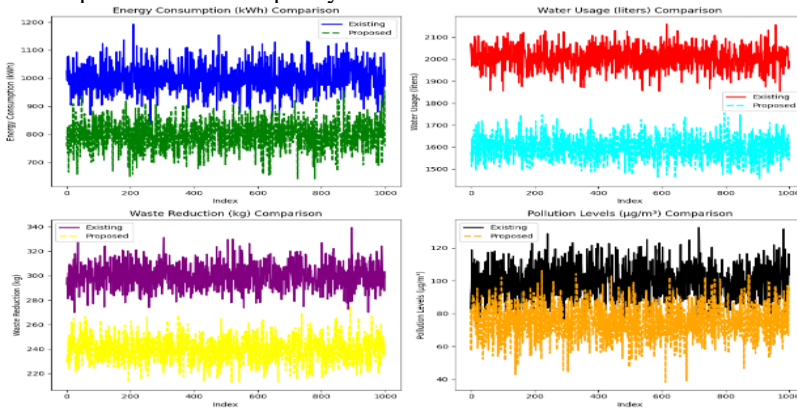 Energy Consumption (kWh) Comparison
Existing
Proposed
1200
1100
1000
900
800
700
Energy Consumption (kWh)
0
200
400
600
800
1000
Index
Water Usage (liters) Comparison
Existing
Proposed
2100
2000
1900
1800
1700
1600
1500
Water Usage (liters)
0
200
400
600
800
1000
Index
Waste Reduction (kg) Comparison
Existing
Proposed
340
320
300
280
260
240
220
Waste Reduction (kg)
0
200
400
600
800
1000
Index
Pollution Levels (µg/m³) Comparison
Existing
Proposed
120
100
80
60
40
Pollution Levels (µg/m³)
0
200
400
600
800
1000
Index